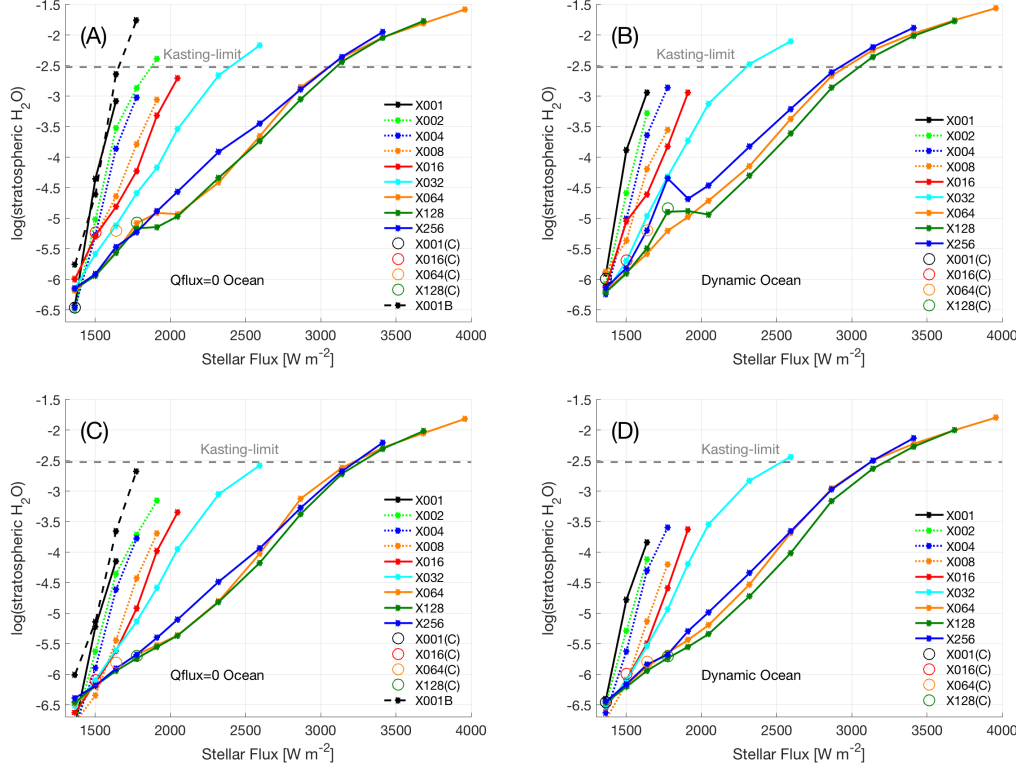 (A)
Kasting-limit
-1.5
-2
-2.5
-3
-3.5
-4
-4.5
-5
-5.5
-6
-6.5
log(stratospheric H2O)
1500 2000 2500 3000 3500 4000
Stellar Flux [W m-2]
Qflux=0 Ocean
X001
X002
X004
X008
X016
X032
X064
X128
X256
X001(C)
X016(C)
X064(C)
X128(C)
X001B
(B)
Kasting-limit
-1.5
-2
-2.5
-3
-3.5
-4
-4.5
-5
-5.5
-6
-6.5
log(stratospheric H2O)
1500 2000 2500 3000 3500 4000
Stellar Flux [W m-2]
Dynamic Ocean
X001
X002
X004
X008
X016
X032
X064
X128
X256
X001(C)
X016(C)
X064(C)
X128(C)
(C)
Kasting-limit
-1.5
-2
-2.5
-3
-3.5
-4
-4.5
-5
-5.5
-6
-6.5
log(stratospheric H2O)
1500 2000 2500 3000 3500 4000
Stellar Flux [W m-2]
Qflux=0 Ocean
X001
X002
X004
X008
X016
X032
X064
X128
X256
X001(C)
X016(C)
X064(C)
X128(C)
X001B
(D)
Kasting-limit
-1.5
-2
-2.5
-3
-3.5
-4
-4.5
-5
-5.5
-6
-6.5
log(stratospheric H2O)
1500 2000 2500 3000 3500 4000
Stellar Flux [W m-2]
Dynamic Ocean
X001
X002
X004
X008
X016
X032
X064
X128
X256
X001(C)
X016(C)
X064(C)
X128(C)